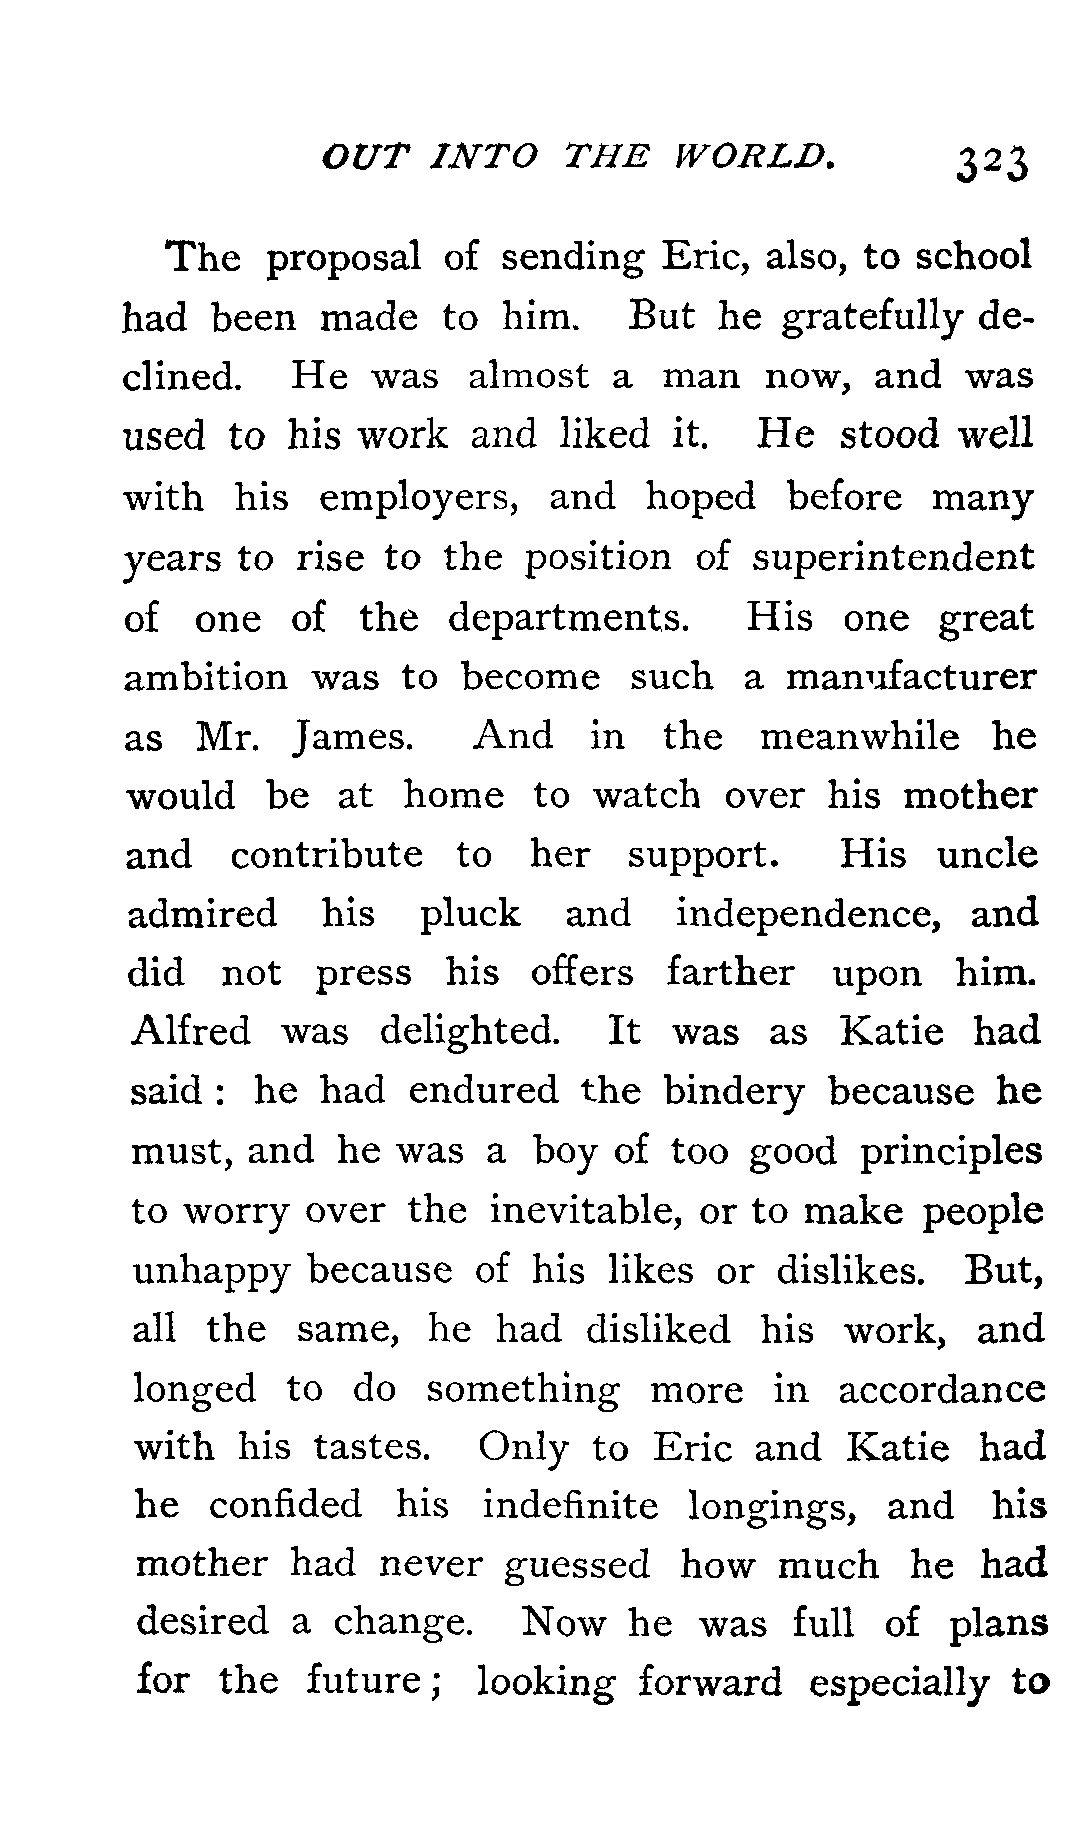 OUT INTO THE WORLD. 323
The proposal of sending Eric, also, to school
had been made to him. But he gratefully de-
clined. He was almost a man now, and was
used to his work and liked it. He stood well
with his employers, and hoped before many
years to rise to the position of superintendent
of one of the departments. His one great
ambition was to become such a manufacturer
as Mr. James. And in the meanwhile he
would be at home to watch over his mother
and contribute to her support. His uncle
admired his pluck and independence, and
did not press his offers farther upon him.
Alfred was delighted. It was as Katie had
said : he had endured the bindery because he
must, and he was a boy of too good principles
to worry over the inevitable, or to make people
unhappy because of his likes or dislikes. But,
all the same, he had disliked his work, and
longed to do something more in accordance
with his tastes. Only to Eric and Katie had
he confided his indefinite longings, and his
mother had never guessed how much he had
desired a change. Now he was full of plans
for the future ; looking forward especially to